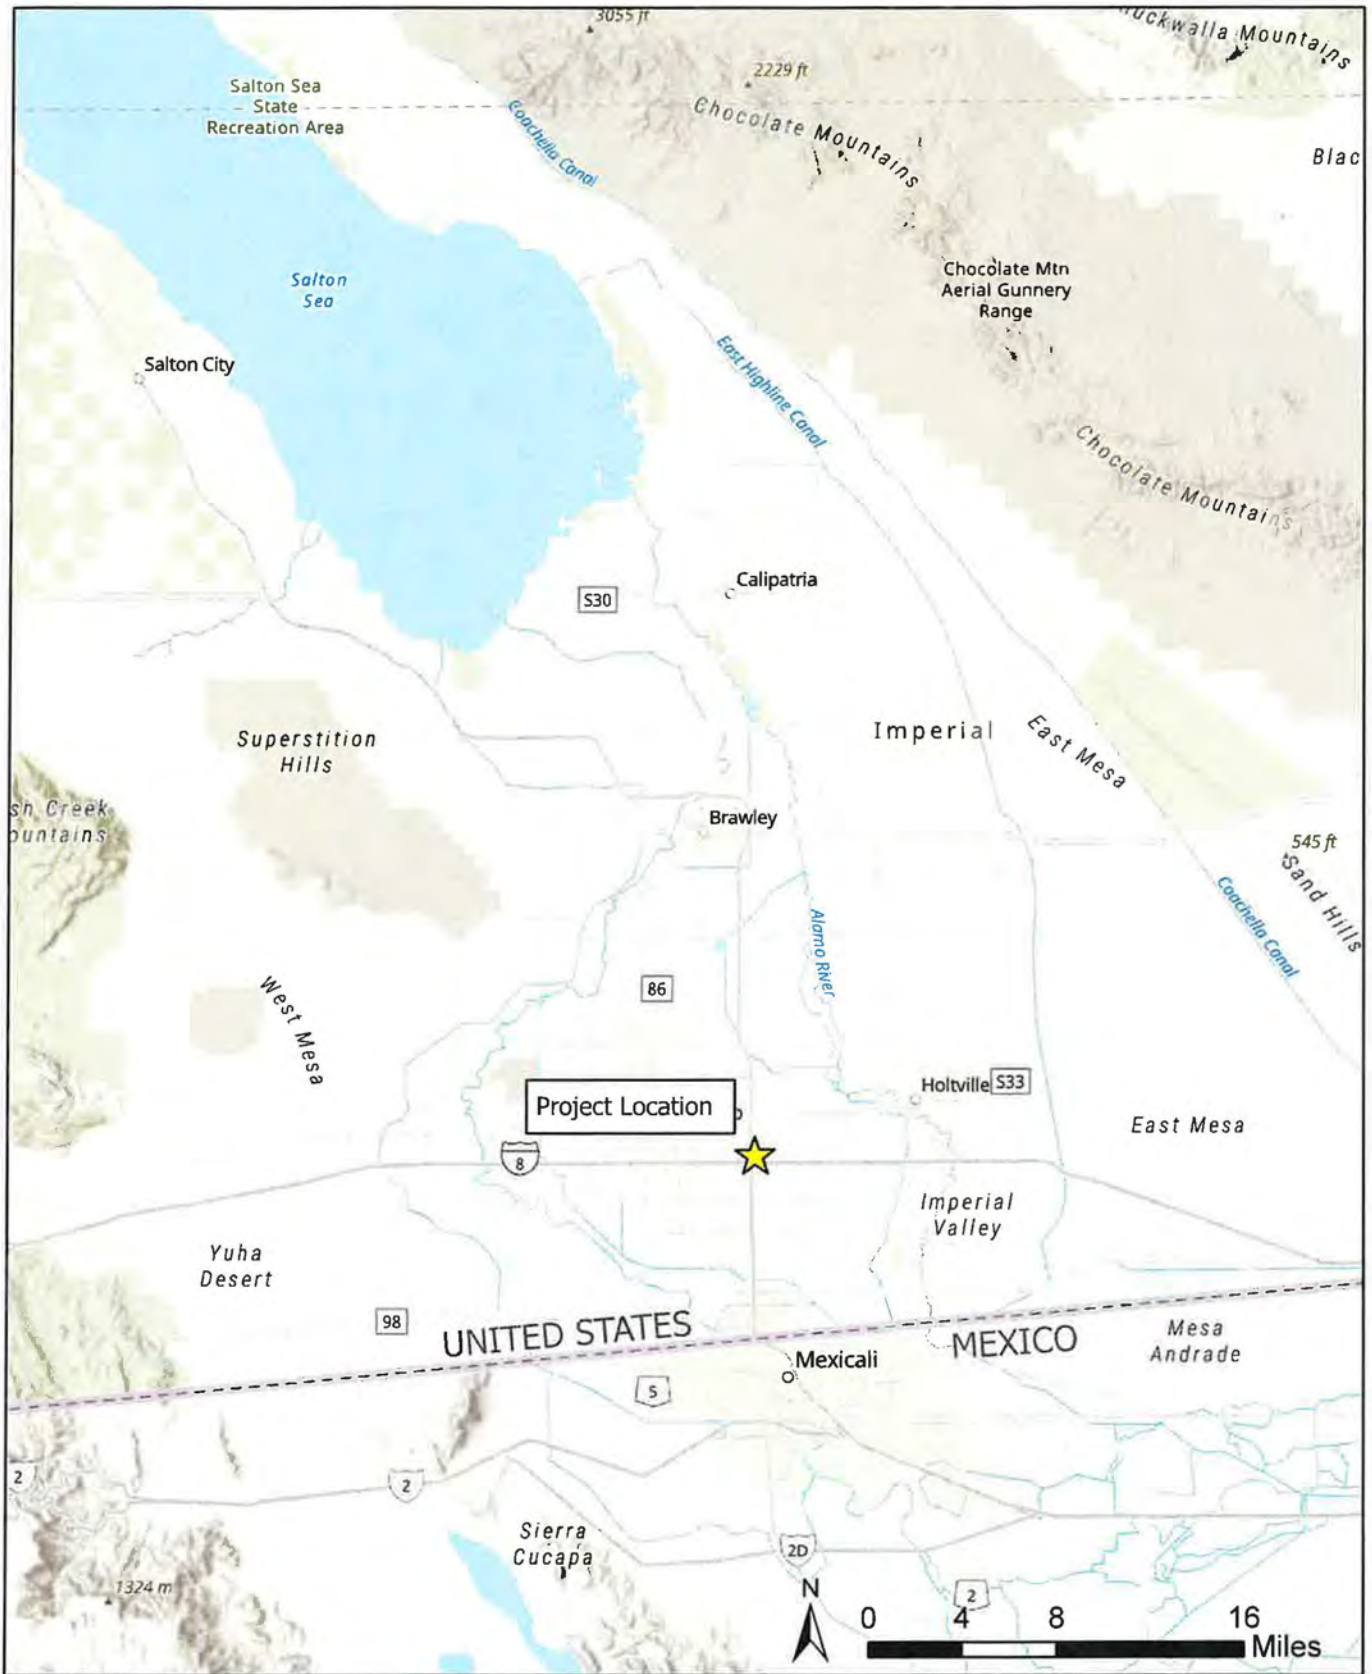 3055 ft
uckwalla Mountains
2229 ft
Salton Sea
State
Recreation Area
Coachella Canal
Chocolate Mountains
Blac
Salton
Sea
Chocolate Mtn
Aerial Gunnery
Range
Salton City
East Highline Canal
Chocolate Mountains
Calipatria
S30
Imperial
East Mesa
Superstition
Hills
sh Creek
ountains
Brawley
545 ft
Sand Hills
Coachella Canal
Alamo River
West Mesa
86
Holtville
S33
Project Location
East Mesa
8
Imperial
Valley
Yuha
Desert
98
UNITED STATES
MEXICO
Mesa
Andrade
Mexicali
5
2
2
Sierra
Cucapa
2D
1324 m
N
2
0 4 8 16
Miles